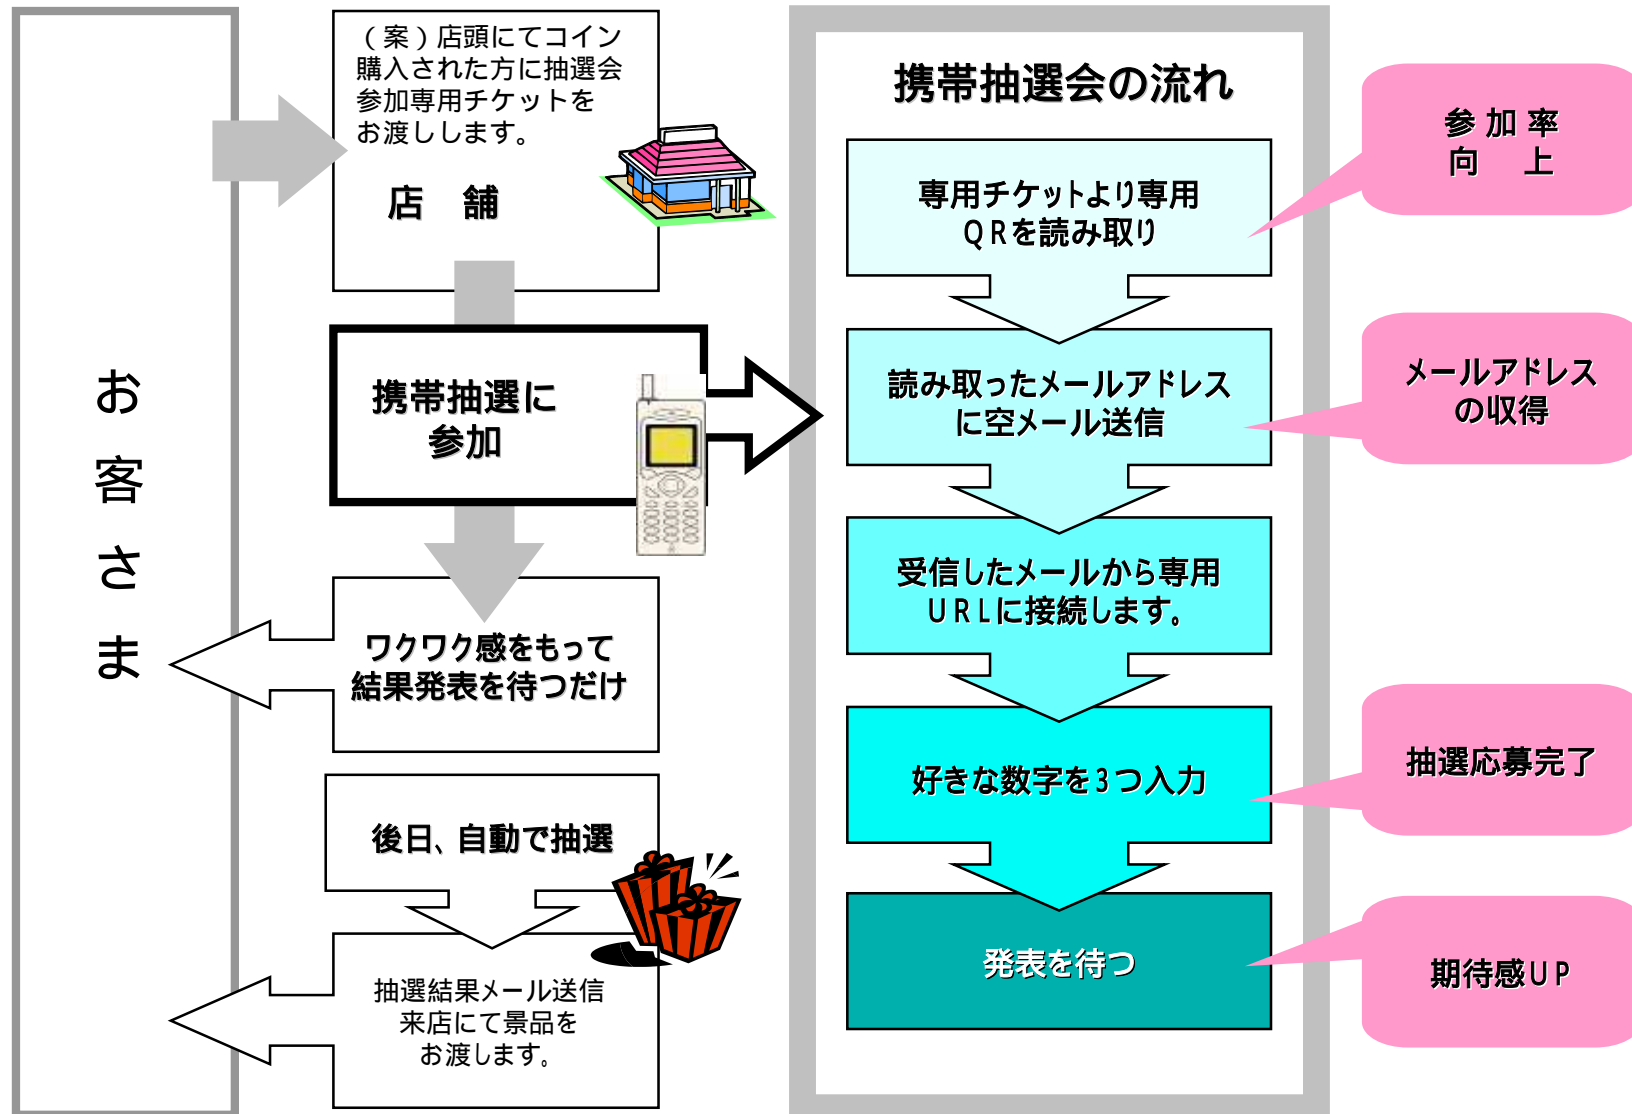 お客さま
（案）店頭にてコイン
購入された方に抽選会
参加専用チケットを
お渡しします。
店　舗
携帯抽選に
参加
ワクワク感をもって
結果発表を待つだけ
後日、自動で抽選
抽選結果メール送信
来店にて景品を
お渡します。
携帯抽選会の流れ
専用チケットより専用
ＱＲを読み取り
読み取ったメールアドレス
に空メール送信
受信したメールから専用
ＵＲＬに接続します。
好きな数字を３つ入力
発表を待つ
参 加 率
向　上
メールアドレス
の収得
抽選応募完了
期待感ＵＰ